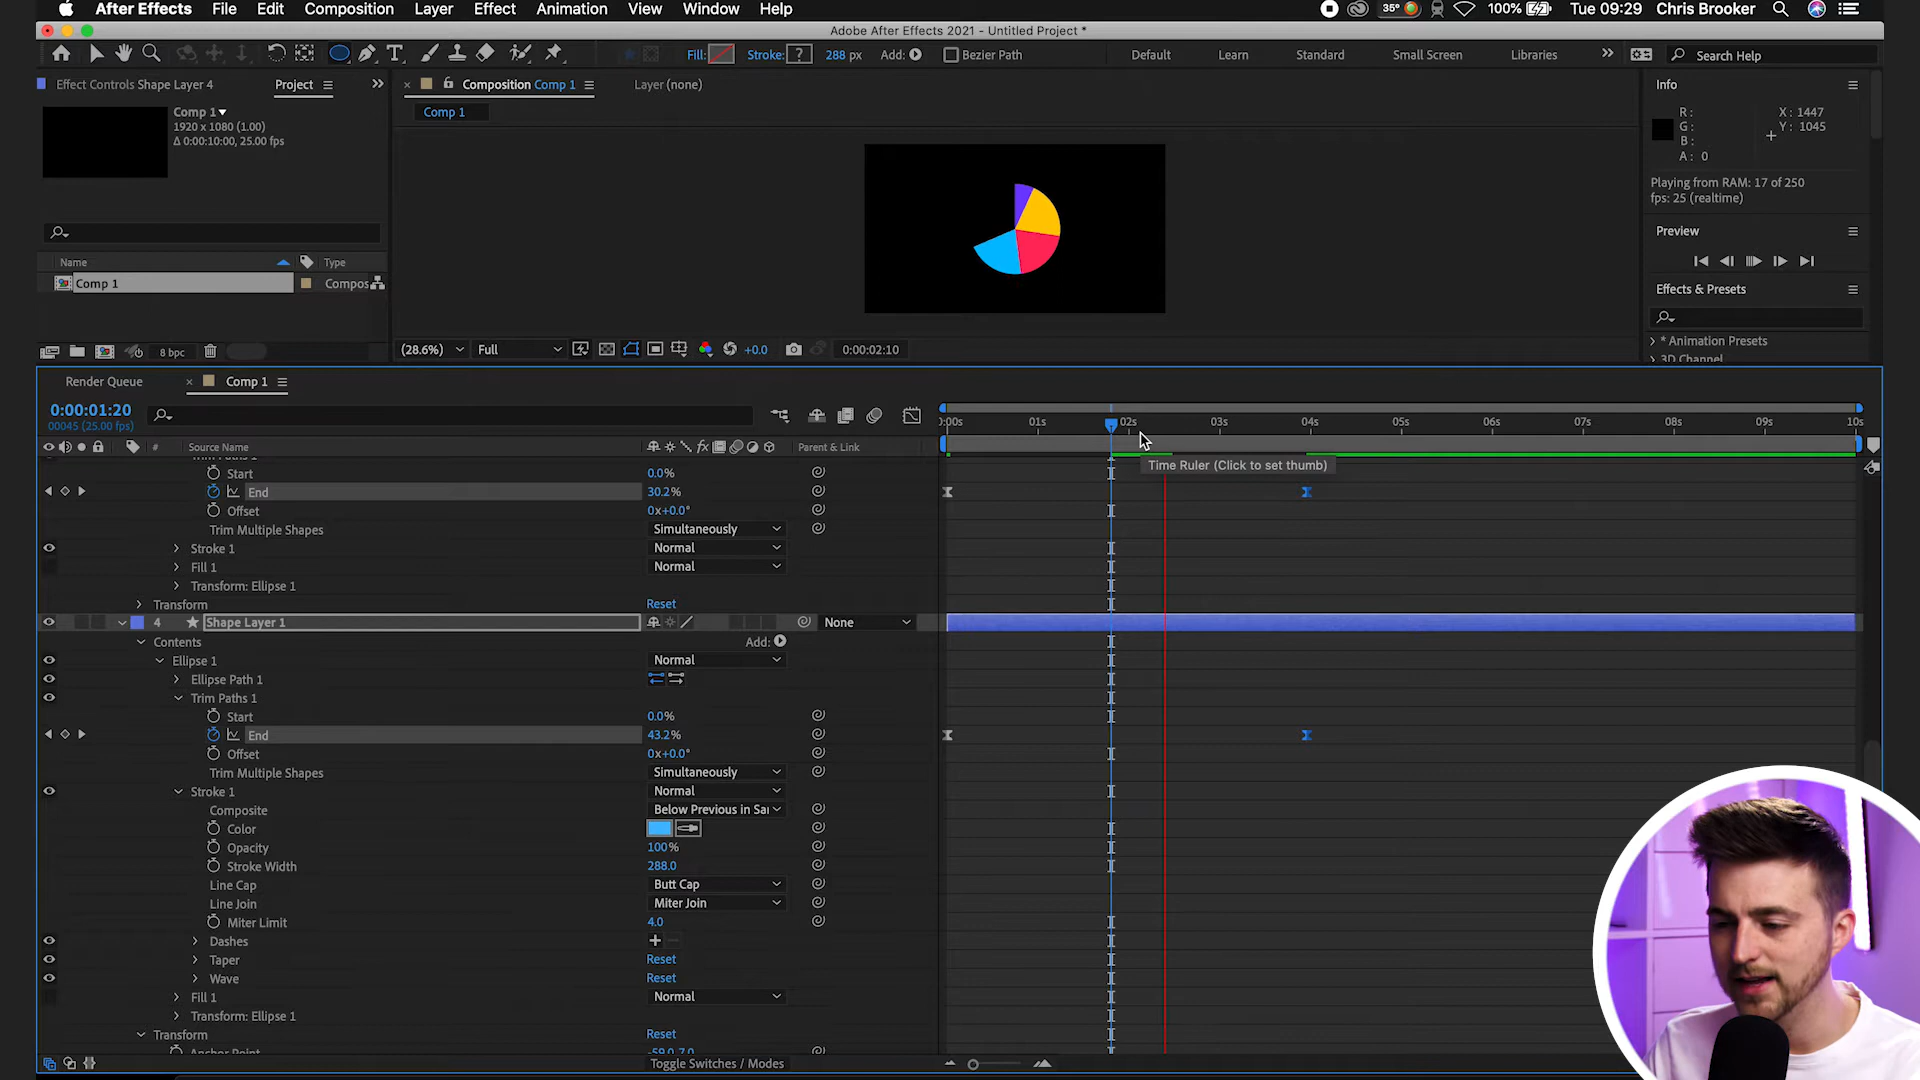 After Effects File Edit Composition Layer Effect Animation View Window Help 35° 100% Tue 09:29 Chris Brooker
Adobe After Effects 2021 - Untitled Project *
Fill: Stroke: ? 288 px Add: Bezier Path Default Learn Standard Small Screen Libraries Search Help
Effect Controls Shape Layer 4 Project
Composition Comp 1 Layer (none)
Info
Comp 1
1920 x 1080 (1.00)
Δ 0:00:10:00, 25.00 fps
Comp 1
R:
G:
B:
A: 0
X: 1447
Y: 1045
Playing from RAM: 17 of 250
fps: 25 (realtime)
Preview
Name Type
Comp 1 Compos
Effects & Presets
* Animation Presets
3D Channel
8 bpc
(28.6%) Full +0.0 0:00:02:10
Render Queue Comp 1
0:00:01:20
00045 (25.00 fps)
:00s 01s 02s 03s 04s 05s 06s 07s 08s 09s 10s
# Source Name fx Parent & Link
Time Ruler (Click to set thumb)
Trim Paths 1
Start 0.0%
End 30.2%
Offset 0x+0.0°
Trim Multiple Shapes Simultaneously
Stroke 1 Normal
Fill 1 Normal
Transform: Ellipse 1
Transform Reset
4 Shape Layer 1 None
Contents Add:
Ellipse 1 Normal
Ellipse Path 1
Trim Paths 1
Start 0.0%
End 43.2%
Offset 0x+0.0°
Trim Multiple Shapes Simultaneously
Stroke 1 Normal
Composite Below Previous in Sa
Color
Opacity 100%
Stroke Width 288.0
Line Cap Butt Cap
Line Join Miter Join
Miter Limit 4.0
Dashes + −
Taper Reset
Wave Reset
Fill 1 Normal
Transform: Ellipse 1
Transform Reset
Anchor Point -59.0,7.0
Toggle Switches / Modes